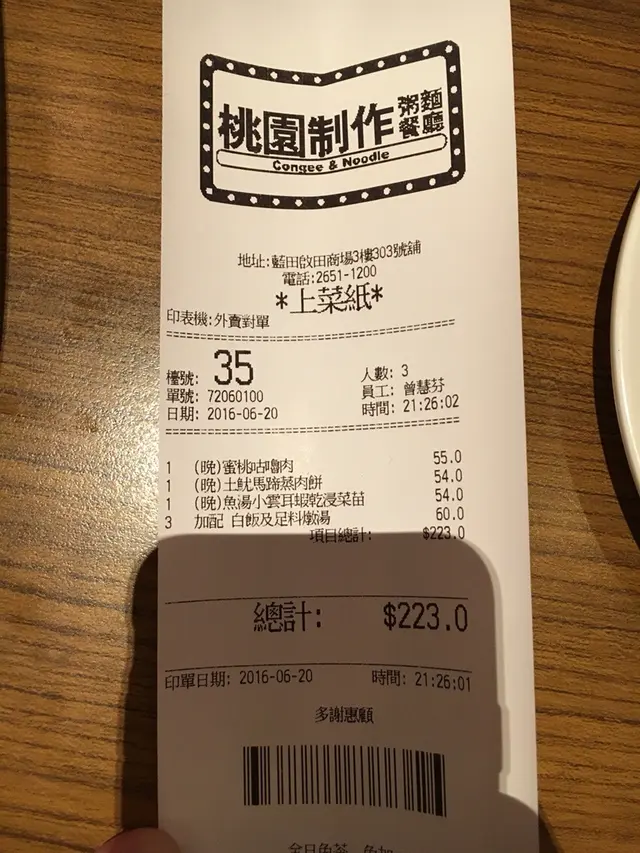 桃園制作 粥麵餐廳
Congee & Noodle
地址:藍田啟田商場3樓303號舖
電話:2651-1200
*上菜紙*
印表機:外賣對單
檯號: 35 人數: 3
單號: 72060100 員工: 曾慧芬
日期: 2016-06-20 時間: 21:26:02
1 (晚)蜜桃咕嚕肉 55.0
1 (晚)土魷馬蹄蒸肉餅 54.0
1 (晚)魚湯小雲耳蝦乾浸菜苗 54.0
3 加配 白飯及足料燉湯 60.0
項目總計: $223.0
總計: $223.0
印單日期: 2016-06-20 時間: 21:26:01
多謝惠顧